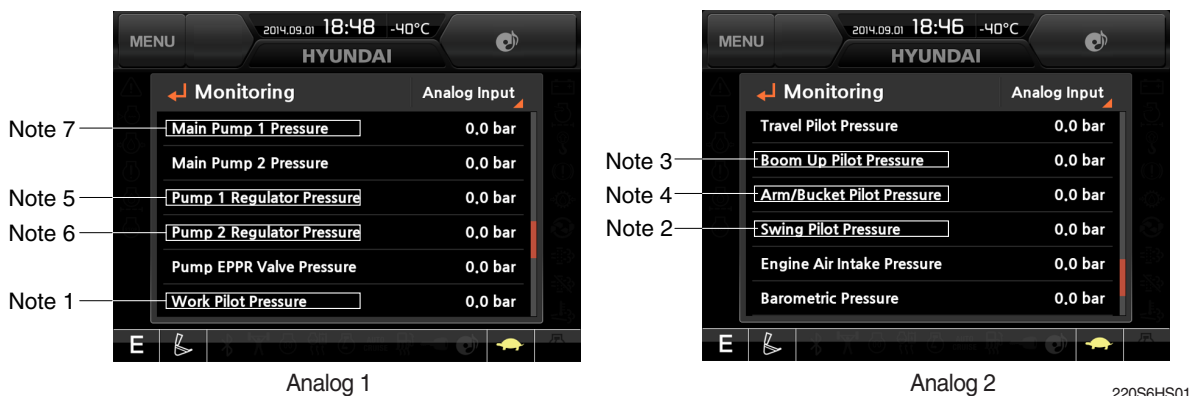 MENU
2014.09.01 18:48 -40°C
HYUNDAI
Monitoring Analog Input
Note 7 Main Pump 1 Pressure 0.0 bar
Main Pump 2 Pressure 0.0 bar
Note 5 Pump 1 Regulator Pressure 0.0 bar
Note 6 Pump 2 Regulator Pressure 0.0 bar
Pump EPPR Valve Pressure 0.0 bar
Note 1 Work Pilot Pressure 0.0 bar
E
Analog 1
MENU
2014.09.01 18:46 -40°C
HYUNDAI
Monitoring Analog Input
Travel Pilot Pressure 0.0 bar
Note 3 Boom Up Pilot Pressure 0.0 bar
Note 4 Arm/Bucket Pilot Pressure 0.0 bar
Note 2 Swing Pilot Pressure 0.0 bar
Engine Air Intake Pressure 0.0 bar
Barometric Pressure 0.0 bar
E
Analog 2
220S6HS01